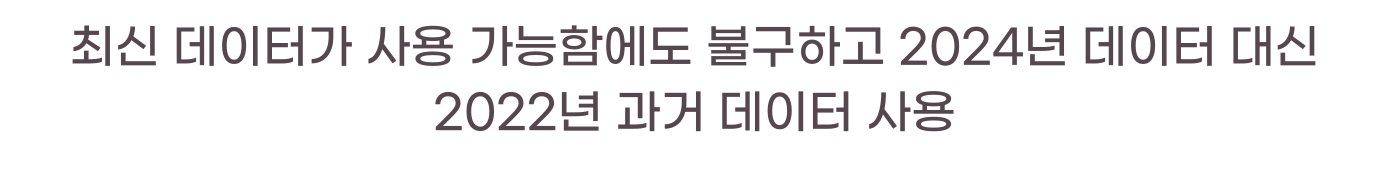 최신 데이터가 사용 가능함에도 불구하고 2024년 데이터 대신
2022년 과거 데이터 사용